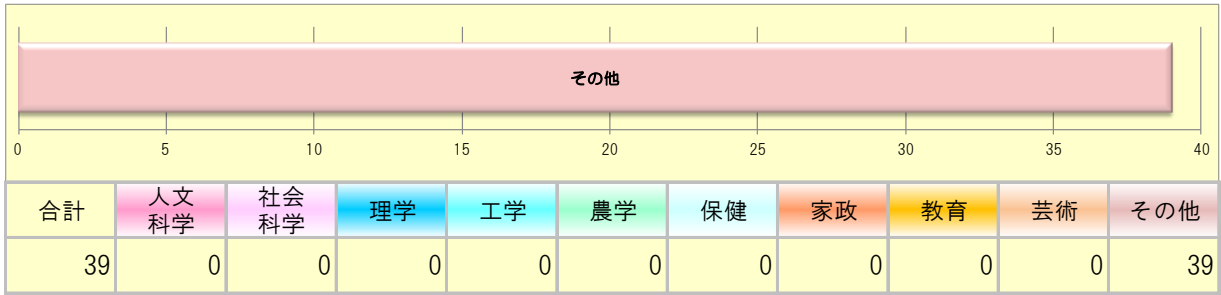 その他
0 5 10 15 20 25 30 35 40
合計 人文科学 社会科学 理学 工学 農学 保健 家政 教育 芸術 その他
39 0 0 0 0 0 0 0 0 0 39